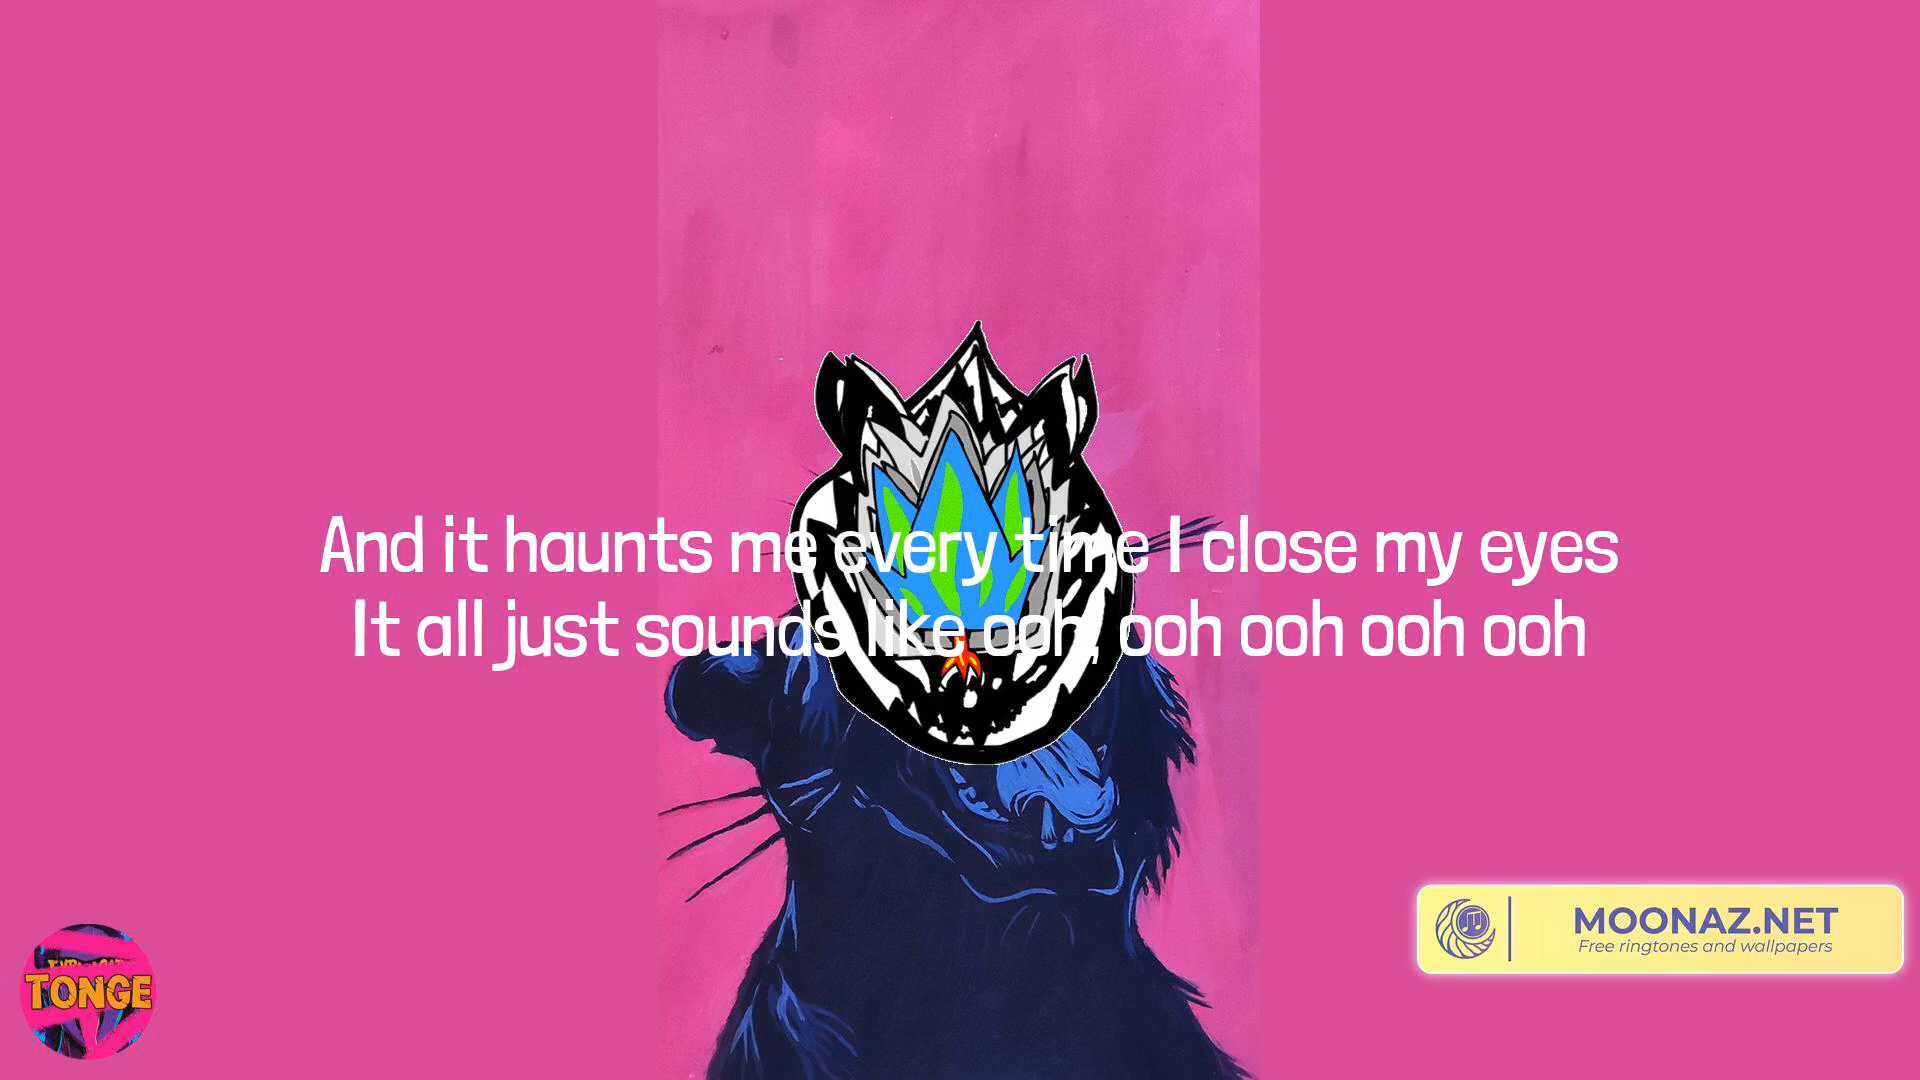 And it haunts me every time I close my eyes
It all just sounds like ooh, ooh ooh ooh ooh
TONGE
MOONAZ.NET
Free ringtones and wallpapers